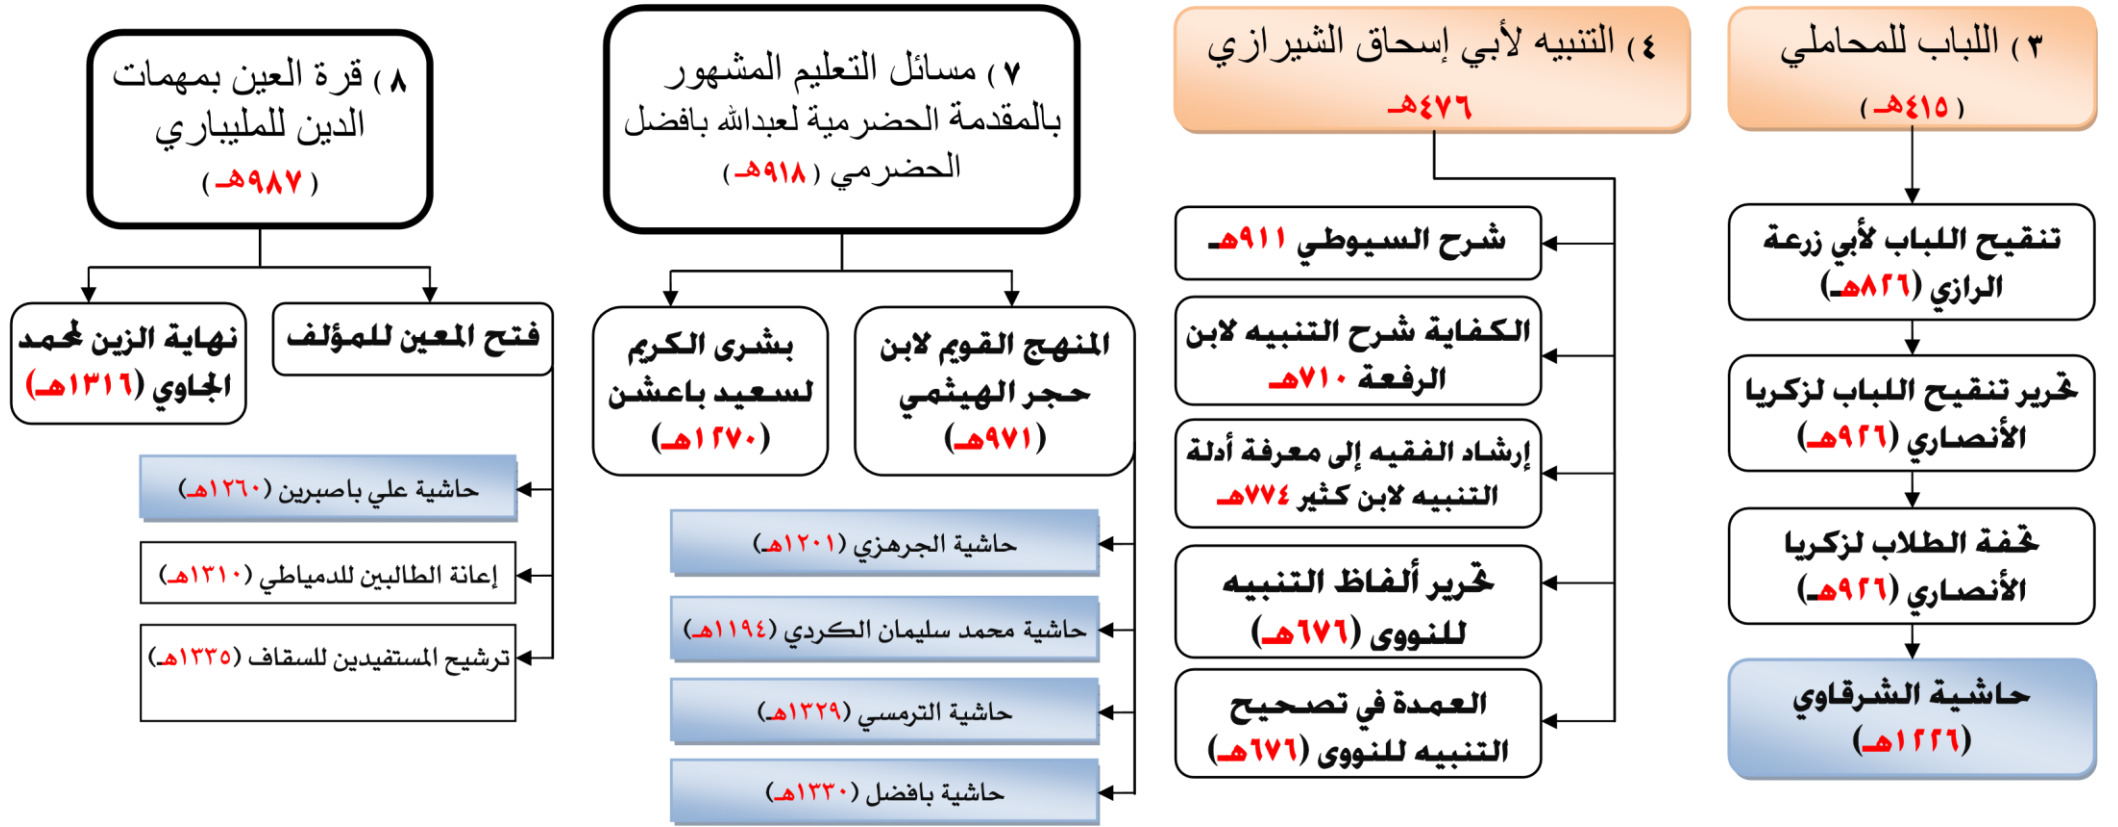 ٣) اللباب للمحاملي
(٤١٥هـ)
تنقيح اللباب لأبي زرعة
الرازي (٨٢٦هـ)
تحرير تنقيح اللباب لزكريا
الأنصاري (٩٢٦هـ)
تحفة الطلاب لزكريا
الأنصاري (٩٢٦هـ)
حاشية الشرقاوي
(١٢٢٦هـ)
٤) التنبيه لأبي إسحاق الشيرازي
٤٧٦هـ
شرح السيوطي ٩١١هـ
الكفاية شرح التنبيه لابن
الرفعة ٧١٠هـ
إرشاد الفقيه إلى معرفة أدلة
التنبيه لابن كثير ٧٧٤هـ
تحرير ألفاظ التنبيه
للنووى (٦٧٦هـ)
العمدة في تصحيح
التنبيه للنووى (٦٧٦هـ)
٧) مسائل التعليم المشهور
بالمقدمة الحضرمية لعبدالله بافضل
الحضرمي (٩١٨هـ)
المنهج القويم لابن
حجر الهيثمي
(٩٧١هـ)
بشرى الكريم
لسعيد باعشن
(١٢٧٠هـ)
حاشية الجرهزي (١٢٠١هـ)
حاشية محمد سليمان الكردي (١١٩٤هـ)
حاشية الترمسي (١٣٢٩هـ)
حاشية بافضل (١٣٣٠هـ)
٨) قرة العين بمهمات
الدين للمليباري
(٩٨٧هـ)
فتح المعين للمؤلف
نهاية الزين لمحمد
الجاوي (١٣١٦هـ)
حاشية علي باصبرين (١٢٦٠هـ)
إعانة الطالبين للدمياطي (١٣١٠هـ)
ترشيح المستفيدين للسقاف (١٣٣٥هـ)